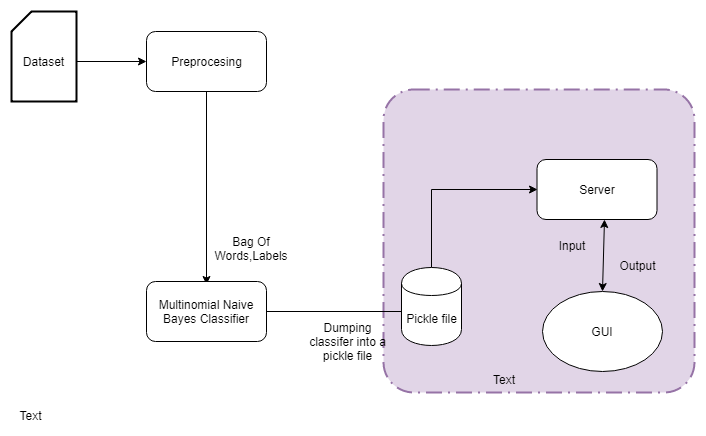 Dataset
Preprocesing
Bag Of
Words,Labels
Multinomial Naive
Bayes Classifier
Dumping
classifer into a
pickle file
Pickle file
Server
Input
Output
GUI
Text
Text